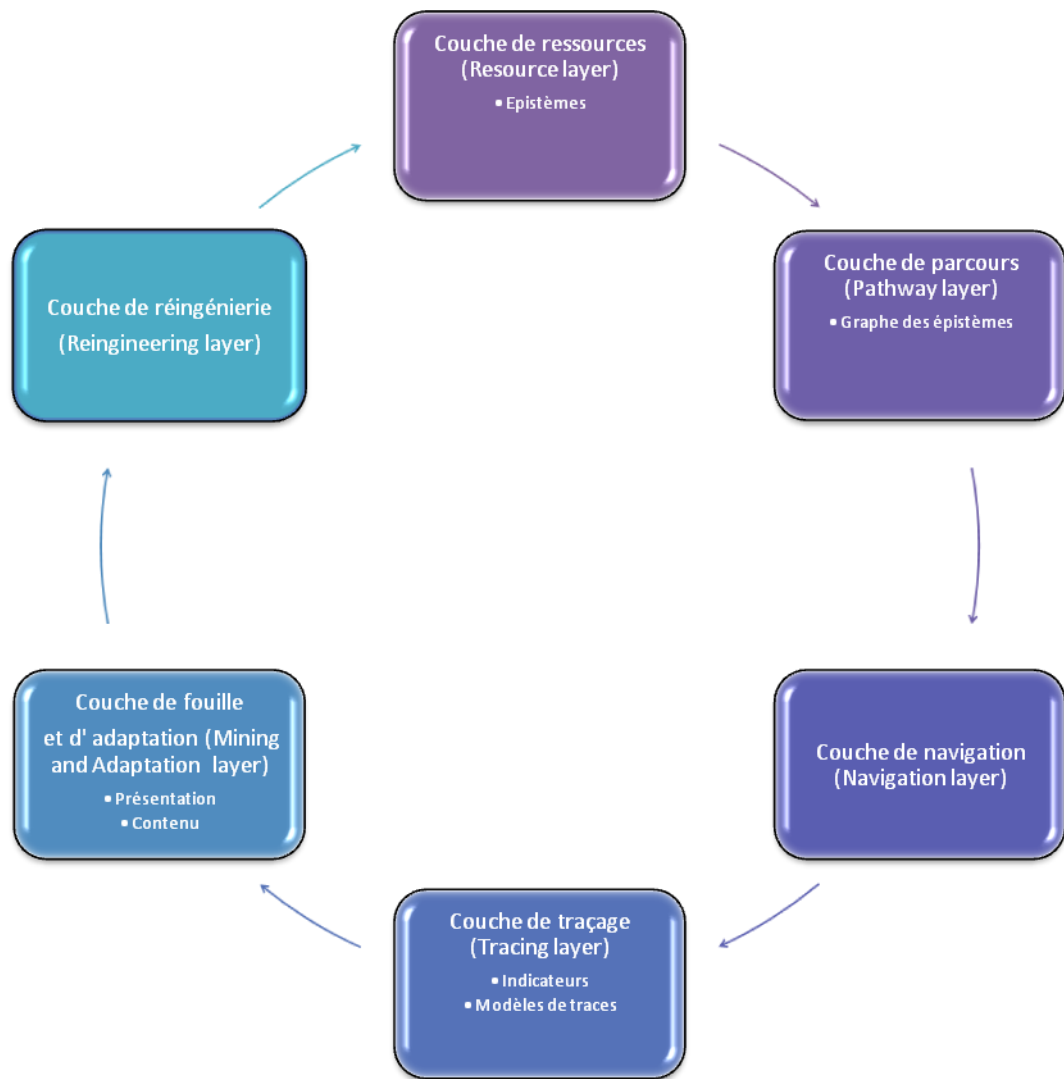 Couche de ressources
(Resource layer)
▪ Epistèmes
Couche de parcours
(Pathway layer)
▪ Graphe des épistèmes
Couche de navigation
(Navigation layer)
Couche de traçage
(Tracing layer)
▪ Indicateurs
▪ Modèles de traces
Couche de fouille
et d' adaptation (Mining
and Adaptation layer)
▪ Présentation
▪ Contenu
Couche de réingénierie
(Reingineering layer)